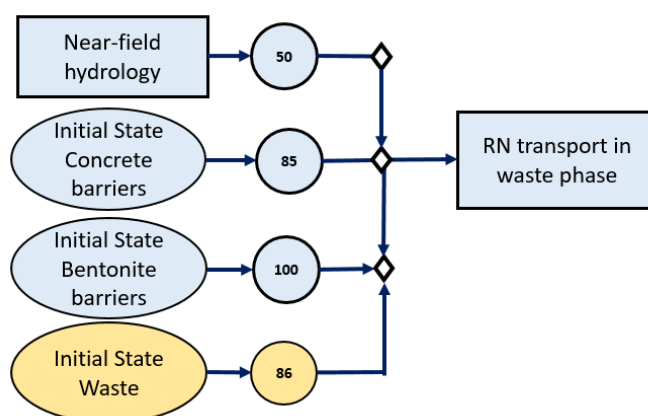 Near-field
hydrology
50
Initial State
Concrete
barriers
85
RN transport in
waste phase
Initial State
Bentonite
barriers
100
Initial State
Waste
86